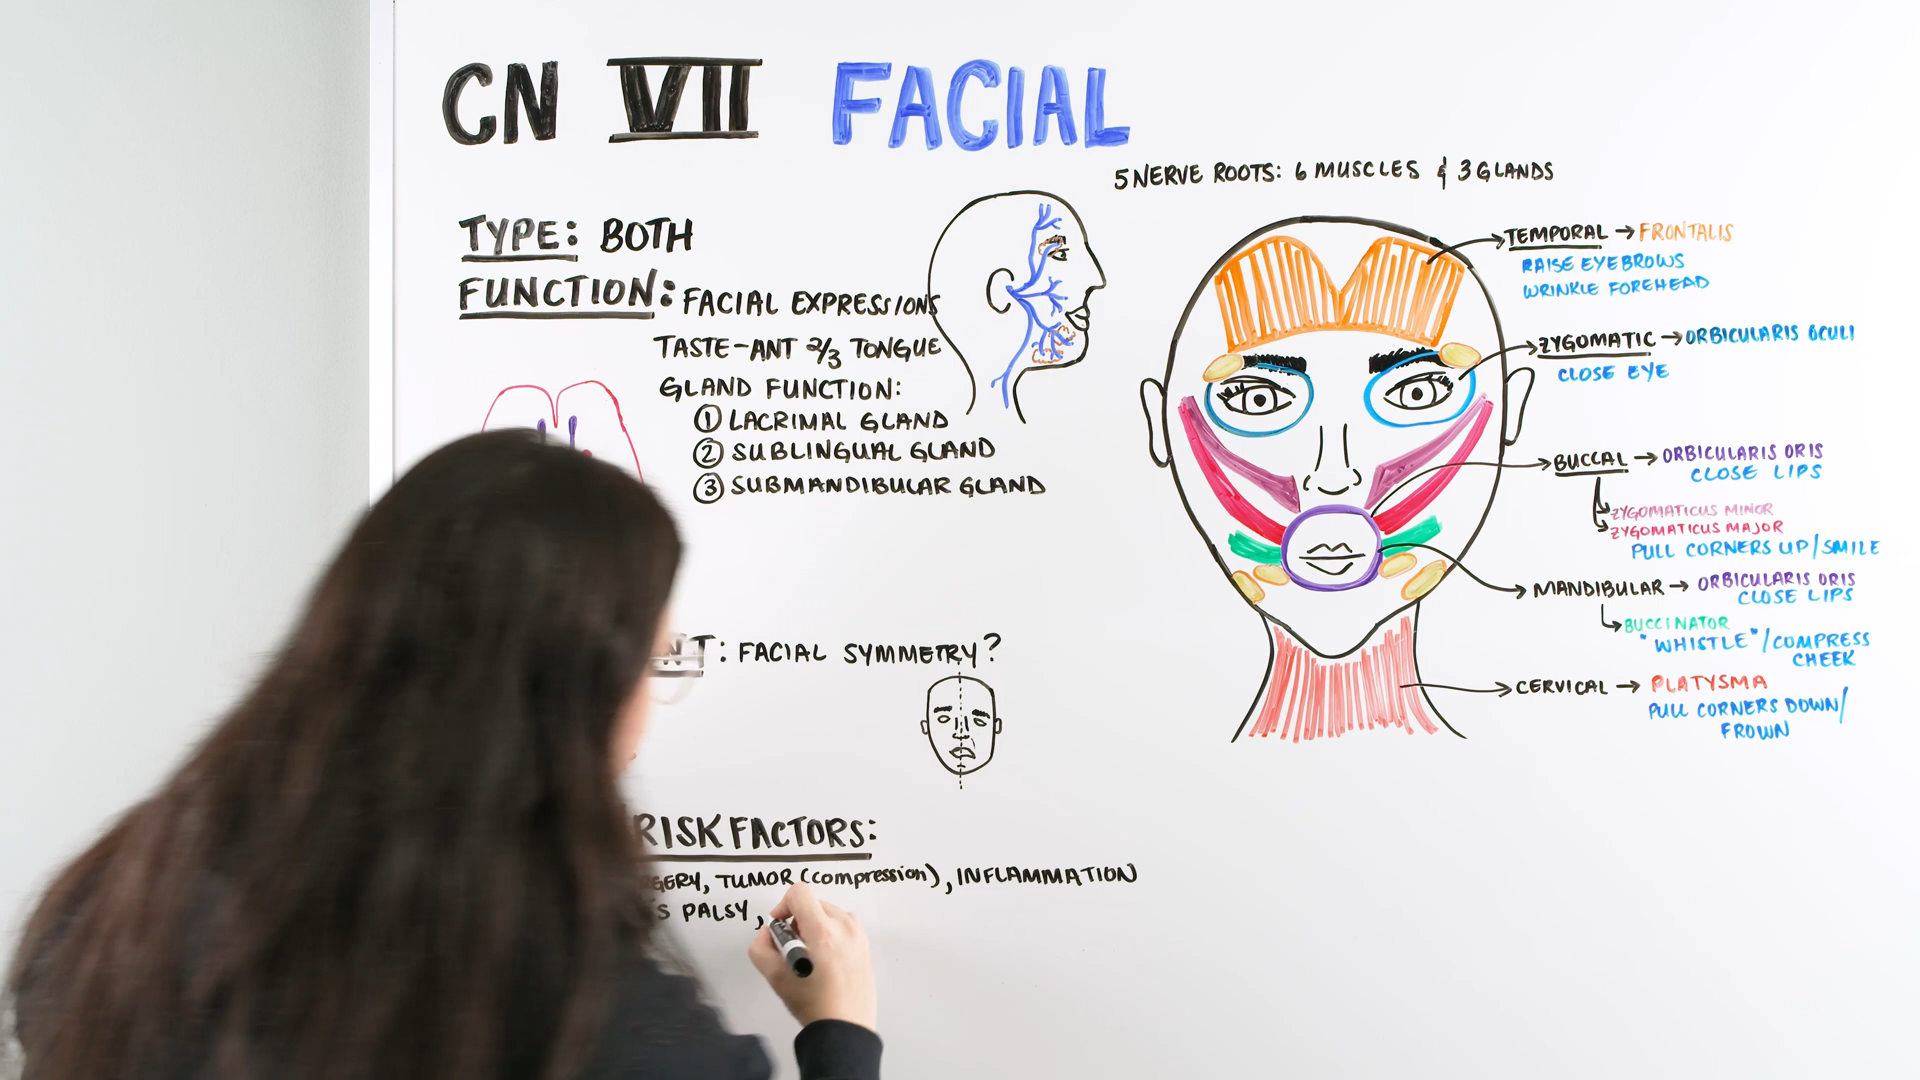 CN VII FACIAL
5 NERVE ROOTS: 6 MUSCLES & 3 GLANDS
TYPE: BOTH
FUNCTION: FACIAL EXPRESSIONS
TASTE-ANT 2/3 TONGUE
GLAND FUNCTION:
① LACRIMAL GLAND
② SUBLINGUAL GLAND
③ SUBMANDIBULAR GLAND
: FACIAL SYMMETRY?
RISK FACTORS:
TUMOR (compression), INFLAMMATION
PALSY,
TEMPORAL → FRONTALIS
RAISE EYEBROWS
WRINKLE FOREHEAD
ZYGOMATIC → ORBICULARIS OCULI
CLOSE EYE
BUCCAL → ORBICULARIS ORIS
CLOSE LIPS
ZYGOMATICUS MINOR
ZYGOMATICUS MAJOR
PULL CORNERS UP/SMILE
MANDIBULAR → ORBICULARIS ORIS
CLOSE LIPS
BUCCINATOR
"WHISTLE"/COMPRESS
CHEEK
CERVICAL → PLATYSMA
PULL CORNERS DOWN/
FROWN